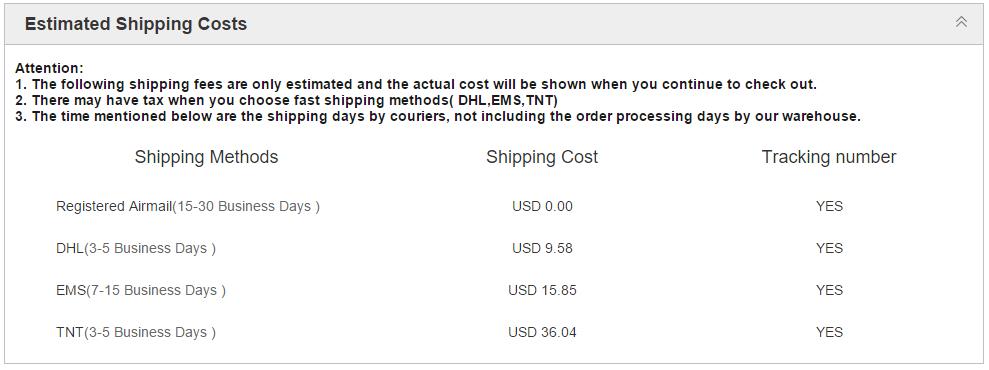 Estimated Shipping Costs
Attention:
1. The following shipping fees are only estimated and the actual cost will be shown when you continue to check out.
2. There may have tax when you choose fast shipping methods( DHL,EMS,TNT)
3. The time mentioned below are the shipping days by couriers, not including the order processing days by our warehouse.
Shipping Methods Shipping Cost Tracking number
Registered Airmail(15-30 Business Days ) USD 0.00 YES
DHL(3-5 Business Days ) USD 9.58 YES
EMS(7-15 Business Days ) USD 15.85 YES
TNT(3-5 Business Days ) USD 36.04 YES